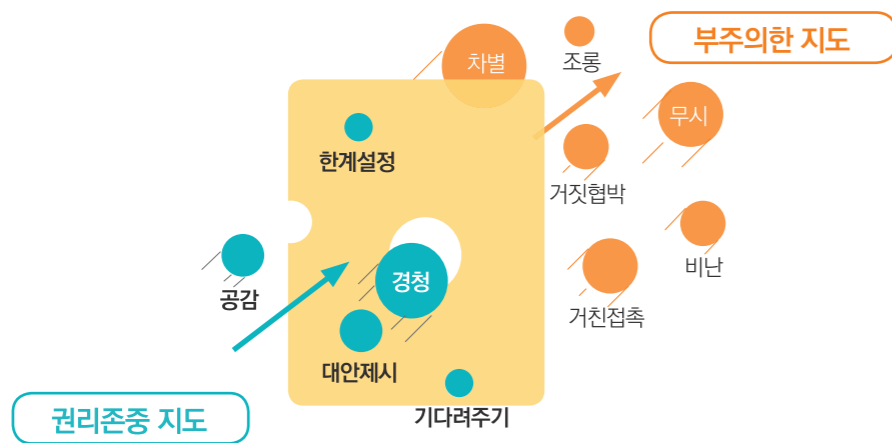 부주의한 지도
차별
조롱
무시
한계설정
거짓협박
비난
경청
공감
거친접촉
대안제시
기다려주기
권리존중 지도